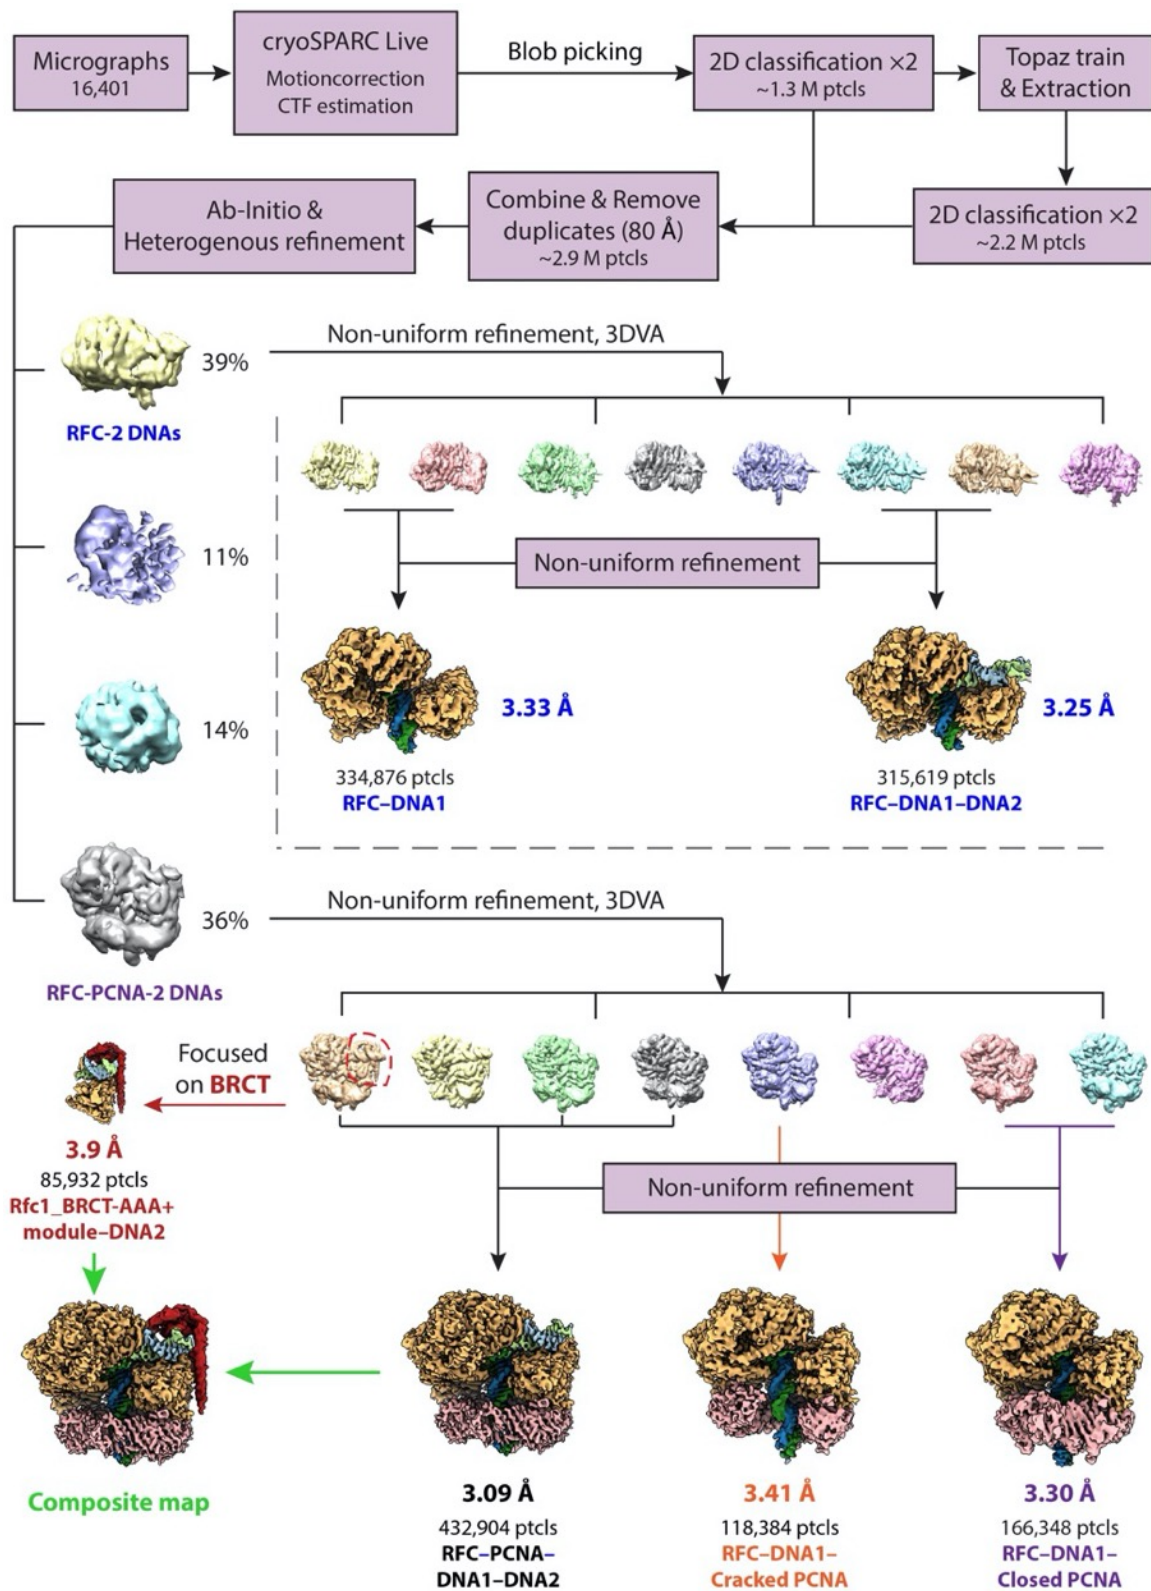 Micrographs
16,401
cryoSPARC Live
Motioncorrection
CTF estimation
Blob picking
2D classification ×2
~1.3 M ptcls
Topaz train
& Extraction
Ab-Initio &
Heterogenous refinement
Combine & Remove
duplicates (80 Å)
~2.9 M ptcls
2D classification ×2
~2.2 M ptcls
39%
RFC-2 DNAs
Non-uniform refinement, 3DVA
11%
Non-uniform refinement
14%
3.33 Å
334,876 ptcls
RFC–DNA1
3.25 Å
315,619 ptcls
RFC–DNA1–DNA2
36%
RFC-PCNA-2 DNAs
Non-uniform refinement, 3DVA
Focused
on BRCT
3.9 Å
85,932 ptcls
Rfc1_BRCT-AAA+
module–DNA2
Non-uniform refinement
Composite map
3.09 Å
432,904 ptcls
RFC–PCNA–
DNA1–DNA2
3.41 Å
118,384 ptcls
RFC–DNA1–
Cracked PCNA
3.30 Å
166,348 ptcls
RFC–DNA1–
Closed PCNA